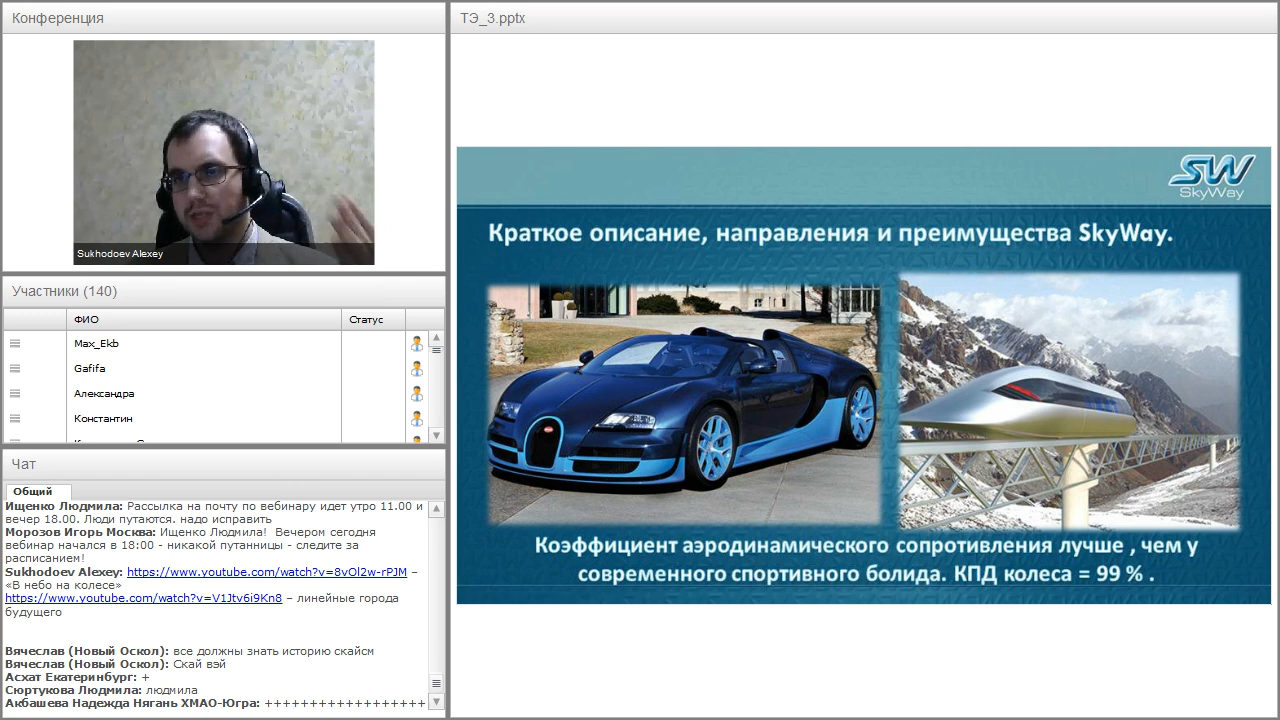 Конференция
Sukhodoev Alexey
Участники (140)
ФИО
Статус
Max_Ekb
Gafifa
Александра
Константин
Чат
Общий
Ищенко Людмила: Рассылка на почту по вебинару идет утро 11.00 и
вечер 18.00. Люди путаются. надо исправить
Морозов Игорь Москва: Ищенко Людмила! Вечером сегодня
вебинар начался в 18:00 - никакой путанницы - следите за
расписанием!
Sukhodoev Alexey: https://www.youtube.com/watch?v=8vOl2w-rPJM –
«В небо на колесе»
https://www.youtube.com/watch?v=V1Jtv6i9Kn8 – линейные города
будущего
Вячеслав (Новый Оскол): все должны знать историю скайсм
Вячеслав (Новый Оскол): Скай вэй
Асхат Екатеринбург: +
Сюртукова Людмила: людмила
Акбашева Надежда Нягань ХМАО-Югра: ++++++++++++++++++
ТЭ_3.pptx
SW
SkyWay
Краткое описание, направления и преимущества SkyWay.
Коэффициент аэродинамического сопротивления лучше , чем у
современного спортивного болида. КПД колеса = 99 % .